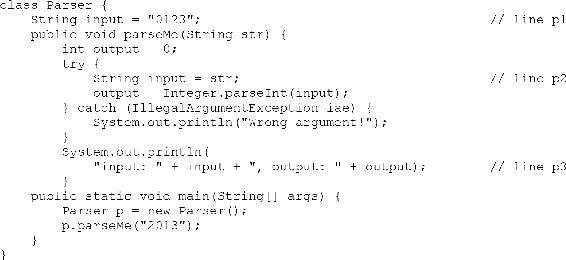 class Parser {
    String input = "0123";                                    // line p1
    public void parseMe(String str) {
        int output = 0;
        try {
            String input = str;                               // line p2
            output = Integer.parseInt(input);
        } catch (IllegalArgumentException iae) {
            System.out.println("Wrong argument!");
        }
        System.out.println(
            "input: " + input + ", output: " + output);       // line p3
        }
    public static void main(String[] args) {
        Parser p = new Parser();
        p.parseMe("2013");
    }
}